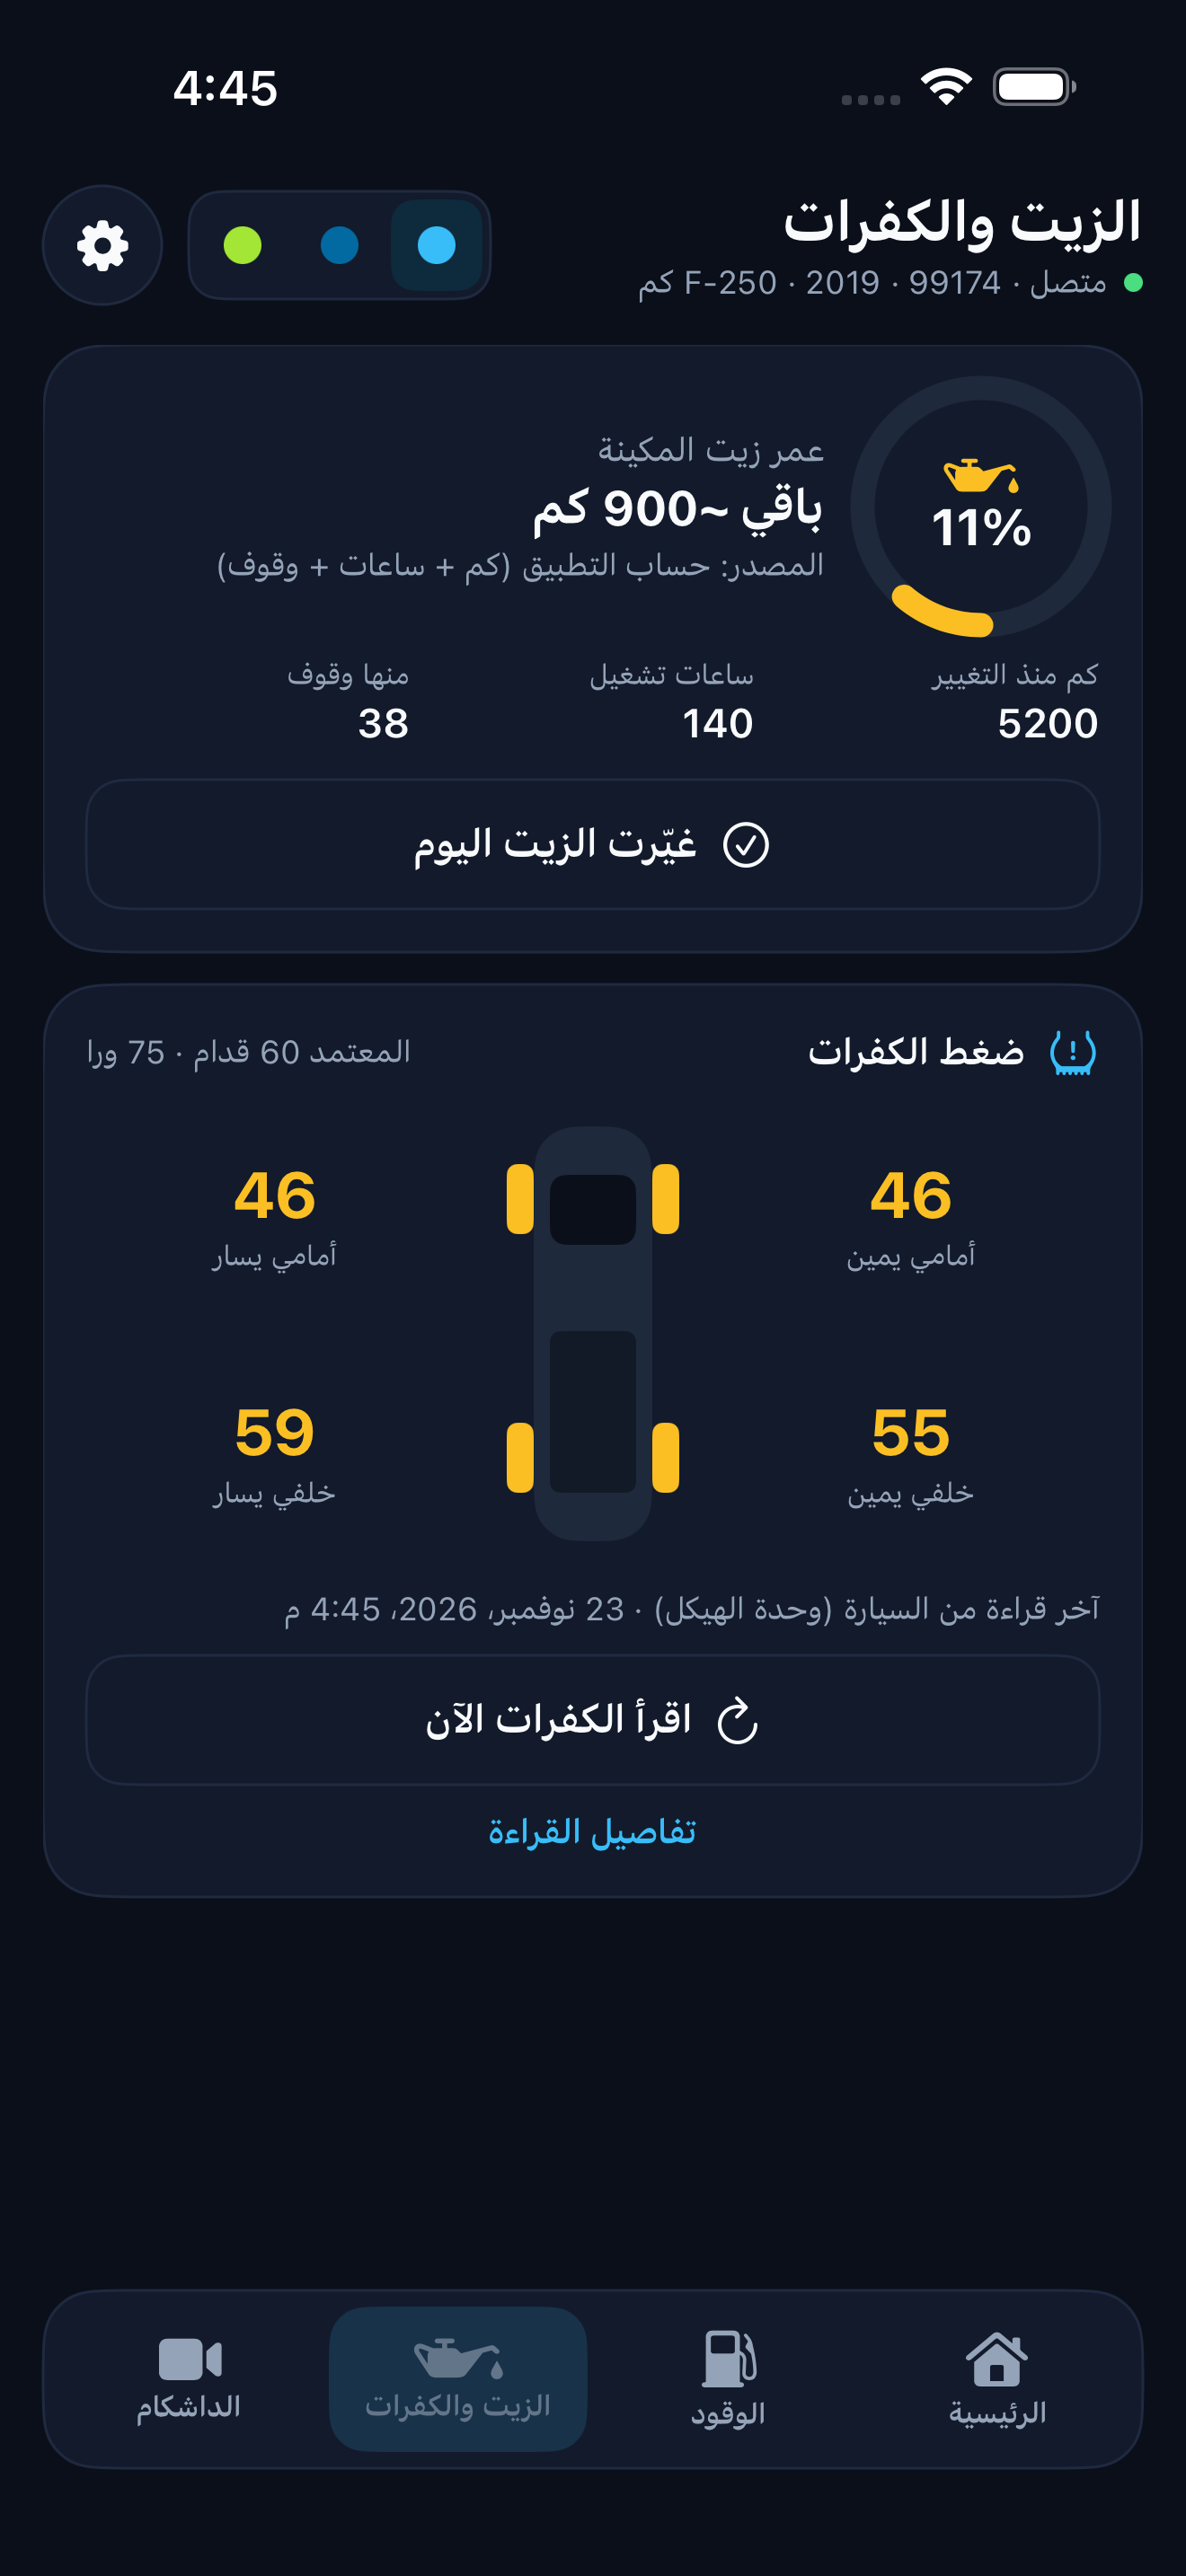 4:45
الزيت والكفرات
متصل · F-250 · 2019 · 99174 كم
11%
عمر زيت المكينة
باقي ~900 كم
المصدر: حساب التطبيق (كم + ساعات + وقوف)
كم منذ التغيير
5200
ساعات تشغيل
140
منها وقوف
38
غيّرت الزيت اليوم
ضغط الكفرات
المعتمد 60 قدام · 75 ورا
46
أمامي يمين
46
أمامي يسار
55
خلفي يمين
59
خلفي يسار
آخر قراءة من السيارة (وحدة الهيكل) · 23 نوفمبر، 2026، 4:45 م
اقرأ الكفرات الآن
تفاصيل القراءة
الرئيسية
الوقود
الزيت والكفرات
الداشكام